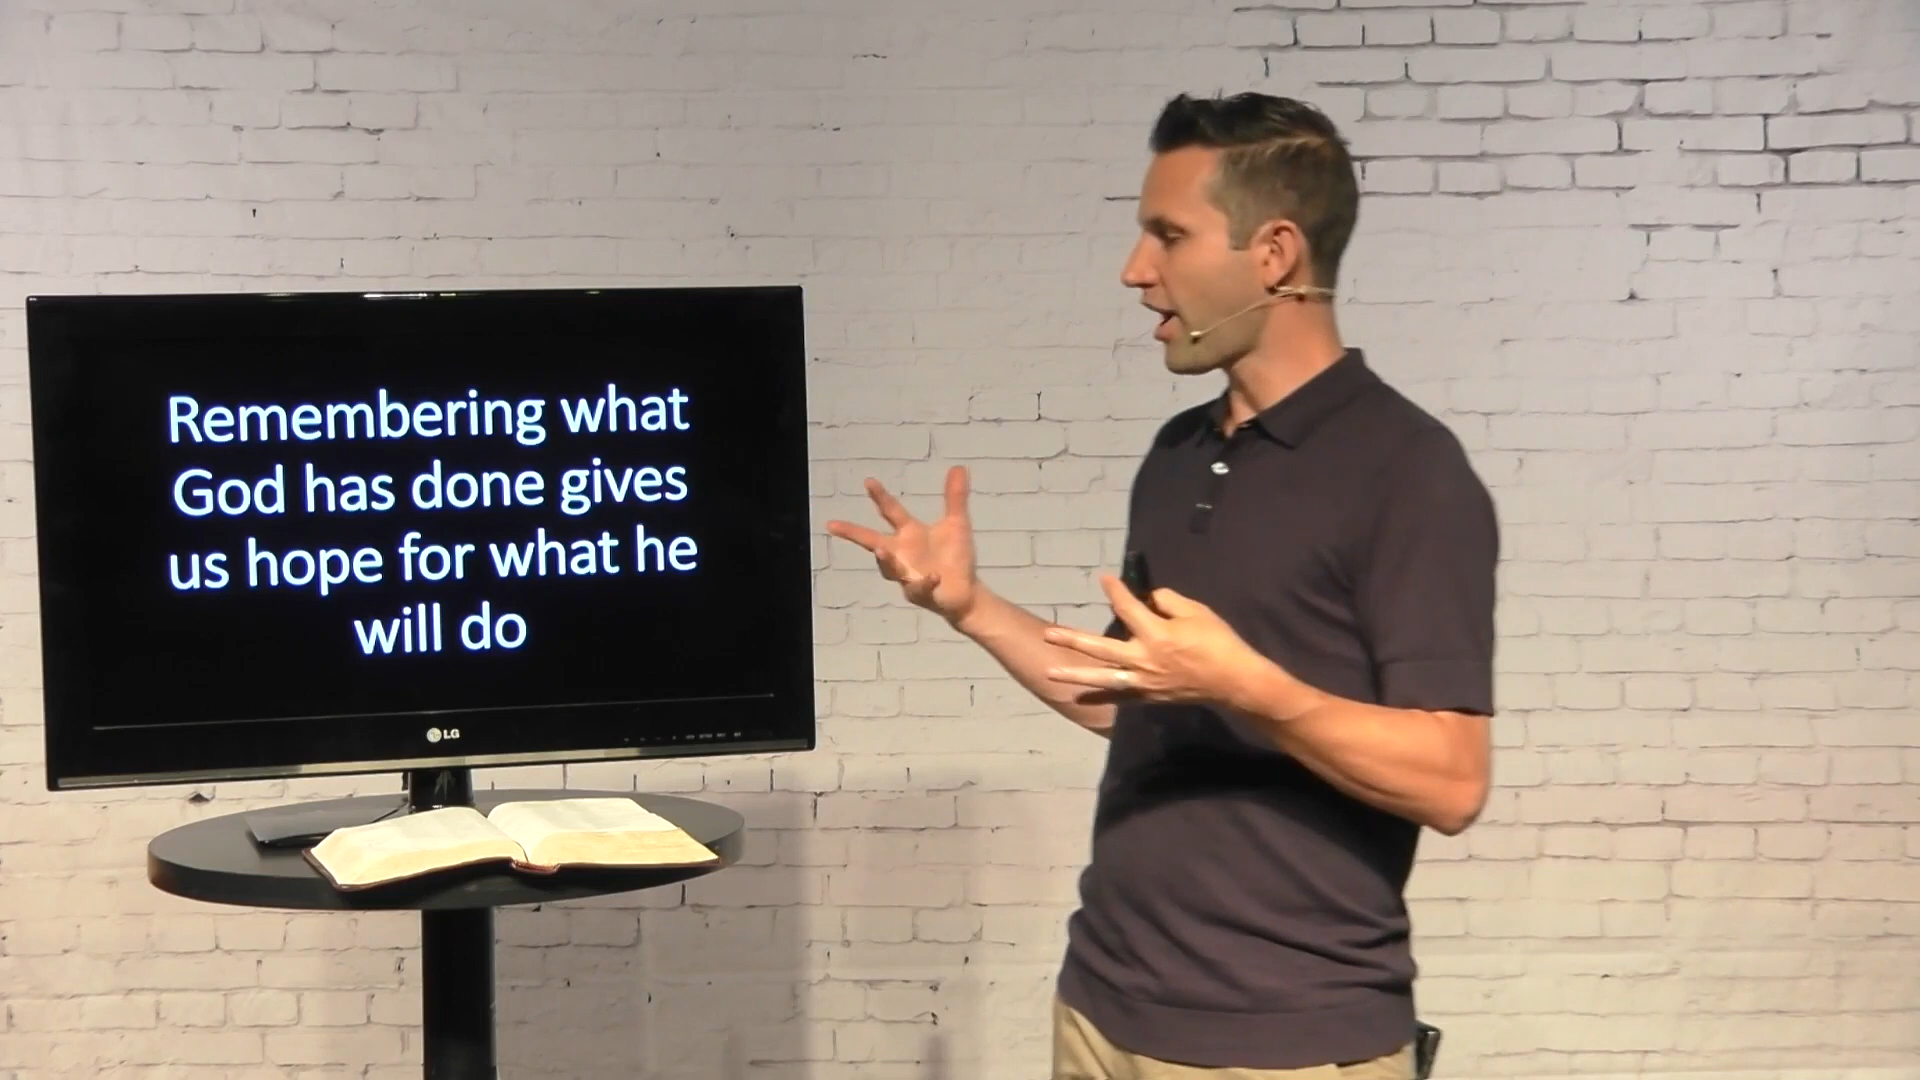 Remembering what
God has done gives
us hope for what he
will do
LG